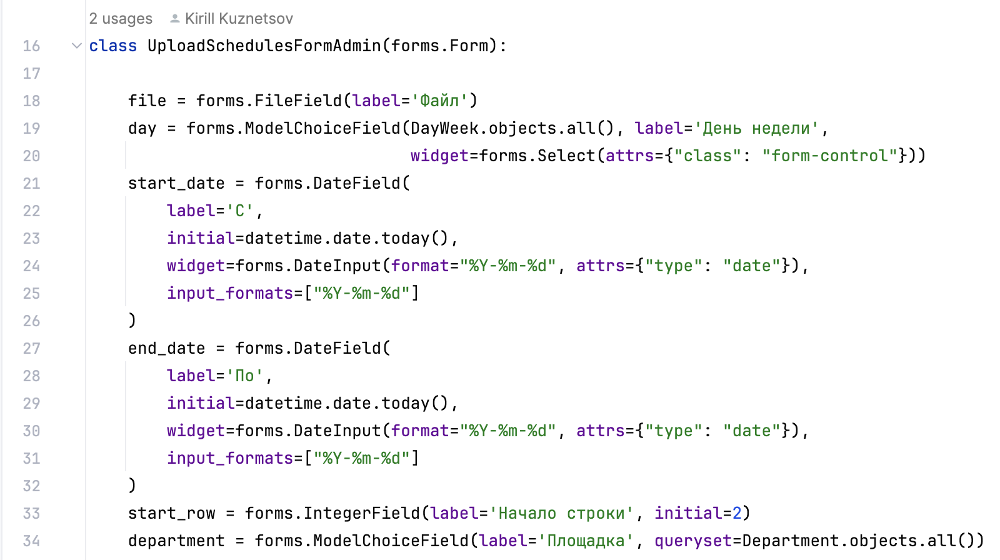 2 usages Kirill Kuznetsov
16 class UploadSchedulesFormAdmin(forms.Form):
17
18 file = forms.FileField(label='Файл')
19 day = forms.ModelChoiceField(DayWeek.objects.all(), label='День недели',
20 widget=forms.Select(attrs={"class": "form-control"}))
21 start_date = forms.DateField(
22 label='С',
23 initial=datetime.date.today(),
24 widget=forms.DateInput(format="%Y-%m-%d", attrs={"type": "date"}),
25 input_formats=["%Y-%m-%d"]
26 )
27 end_date = forms.DateField(
28 label='По',
29 initial=datetime.date.today(),
30 widget=forms.DateInput(format="%Y-%m-%d", attrs={"type": "date"}),
31 input_formats=["%Y-%m-%d"]
32 )
33 start_row = forms.IntegerField(label='Начало строки', initial=2)
34 department = forms.ModelChoiceField(label='Площадка', queryset=Department.objects.all())